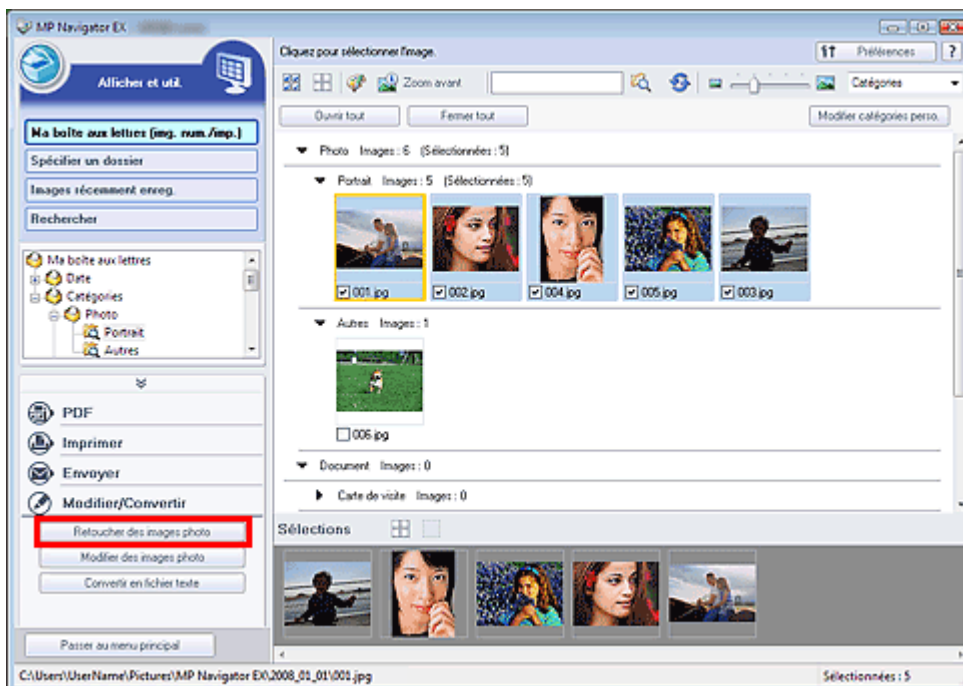 MP Navigator EX
Afficher et util.
Ma boîte aux lettres (img. num./imp.)
Spécifier un dossier
Images récemment enreg.
Rechercher
Ma boîte aux lettres
Date
Catégories
Photo
Portrait
Autres
PDF
Imprimer
Envoyer
Modifier/Convertir
Retoucher des images photo
Modifier des images photo
Convertir en fichier texte
Passer au menu principal
Cliquez pour sélectionner l'image.
Préférences ?
Zoom avant Catégories
Ouvrir tout Fermer tout Modifier catégories perso.
Photo Images : 6 (Sélectionnées : 5)
Portrait Images : 5 (Sélectionnées : 5)
001.jpg 002.jpg 004.jpg 005.jpg 003.jpg
Autres Images : 1
006.jpg
Document Images : 0
Carte de visite Images : 0
Sélections
C:\Users\UserName\Pictures\MP Navigator EX\2008_01_01\001.jpg Sélectionnées : 5